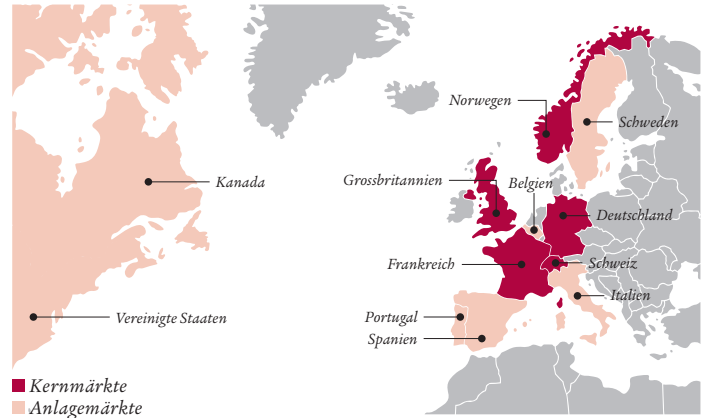 Norwegen
Schweden
Kanada
Grossbritannien
Belgien
Deutschland
Frankreich
Schweiz
Italien
Vereinigte Staaten
Portugal
Spanien
Kernmärkte
Anlagemärkte